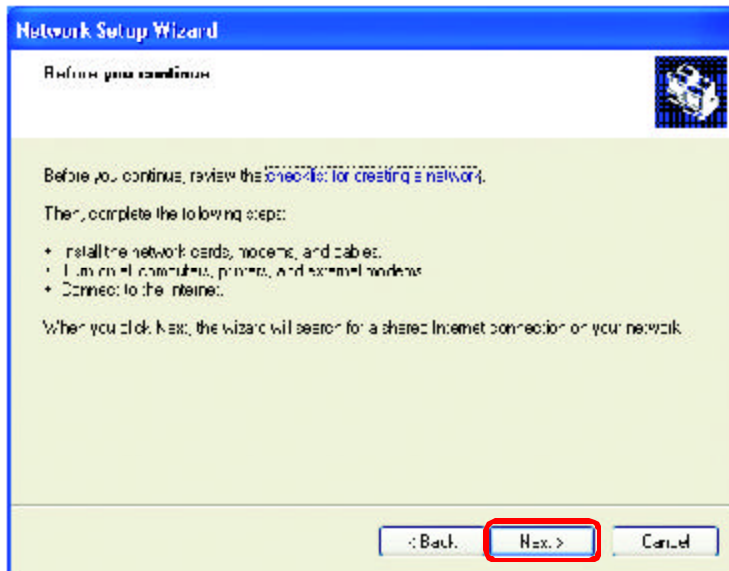 Network Setup Wizard
Before you continue
Before you continue, review the checklist for creating a network.
Then, complete the following steps:
• Install the network cards, modems, and cables.
• Turn on all computers, printers, and external modems.
• Connect to the Internet.
When you click Next, the wizard will search for a shared Internet connection on your network.
< Back
Next >
Cancel